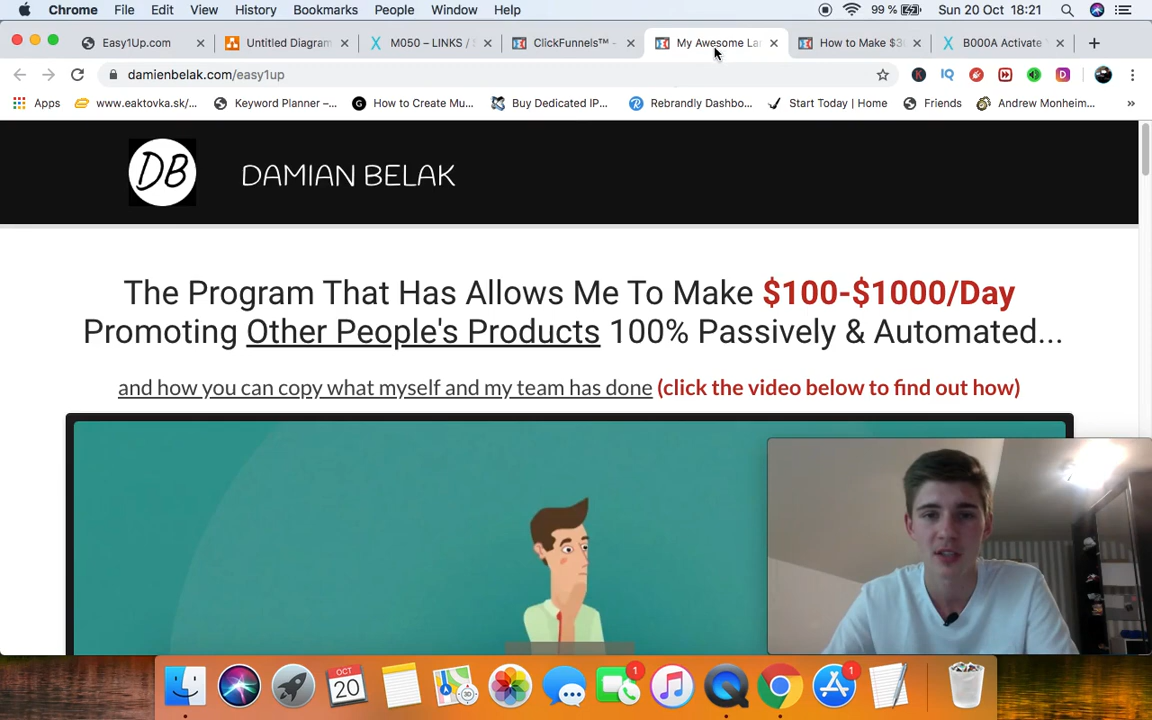 Chrome File Edit View History Bookmarks People Window Help 99 % Sun 20 Oct 18:21
Easy1Up.com Untitled Diagram M050 – LINKS / ClickFunnels™ - My Awesome La How to Make $3 B000A Activate
damienbelak.com/easy1up
Apps www.eaktovka.sk/... Keyword Planner –... How to Create Mu... Buy Dedicated IP... Rebrandly Dashbo... Start Today | Home Friends Andrew Monheim... »
DB DAMIAN BELAK
The Program That Has Allows Me To Make $100-$1000/Day
Promoting Other People's Products 100% Passively & Automated...
and how you can copy what myself and my team has done (click the video below to find out how)
OCT
20
3D
1
1